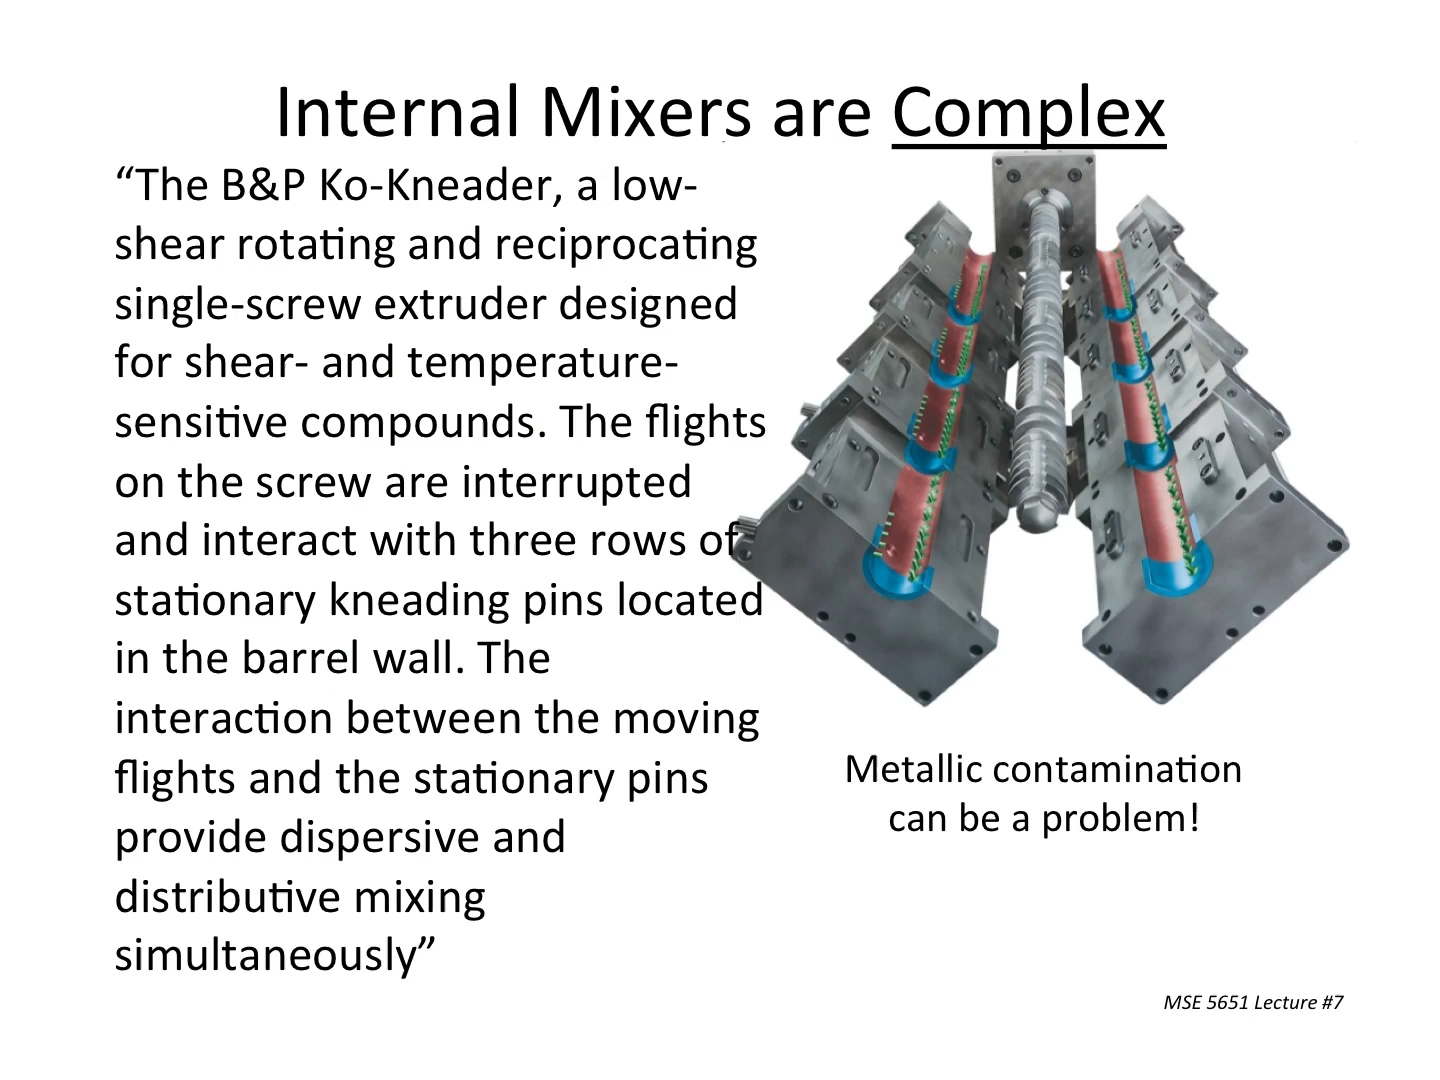 Internal Mixers are Complex
“The B&P Ko-Kneader, a low-
shear rotating and reciprocating
single-screw extruder designed
for shear- and temperature-
sensitive compounds. The flights
on the screw are interrupted
and interact with three rows of
stationary kneading pins located
in the barrel wall. The
interaction between the moving
flights and the stationary pins
provide dispersive and
distributive mixing
simultaneously”
Metallic contamination
can be a problem!
MSE 5651 Lecture #7